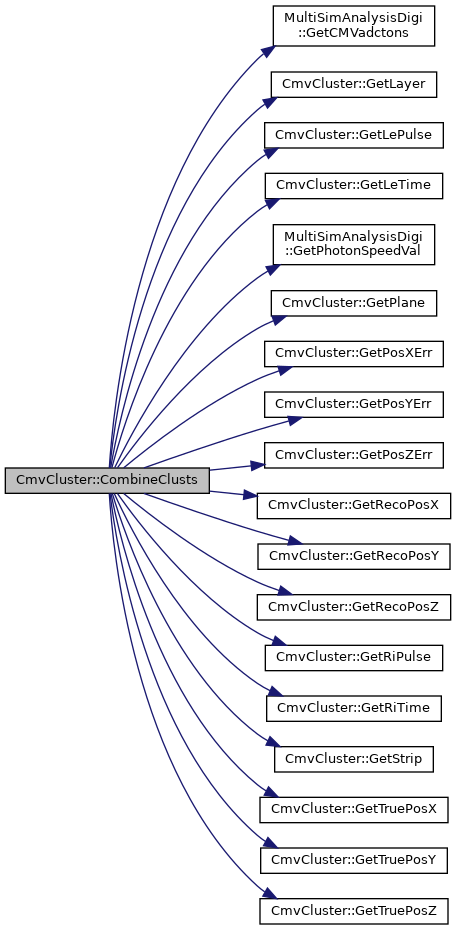 MultiSimAnalysisDigi
::GetCMVadctons
CmvCluster::GetLayer
CmvCluster::GetLePulse
CmvCluster::GetLeTime
MultiSimAnalysisDigi
::GetPhotonSpeedVal
CmvCluster::GetPlane
CmvCluster::GetPosXErr
CmvCluster::GetPosYErr
CmvCluster::GetPosZErr
CmvCluster::CombineClusts
CmvCluster::GetRecoPosX
CmvCluster::GetRecoPosY
CmvCluster::GetRecoPosZ
CmvCluster::GetRiPulse
CmvCluster::GetRiTime
CmvCluster::GetStrip
CmvCluster::GetTruePosX
CmvCluster::GetTruePosY
CmvCluster::GetTruePosZ